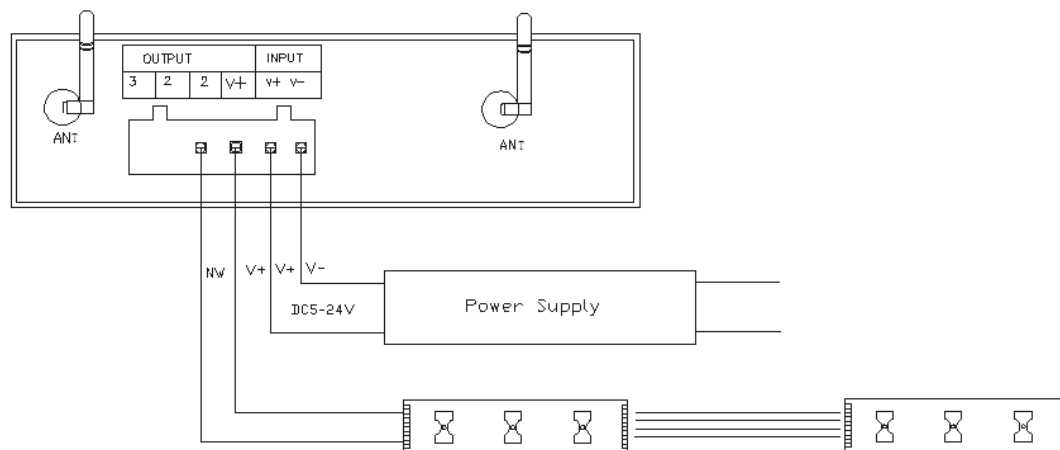 OUTPUT INPUT
3 2 2 V+ V+ V-
ANT
ANT
NW V+ V+ V-
DC5-24V
Power Supply